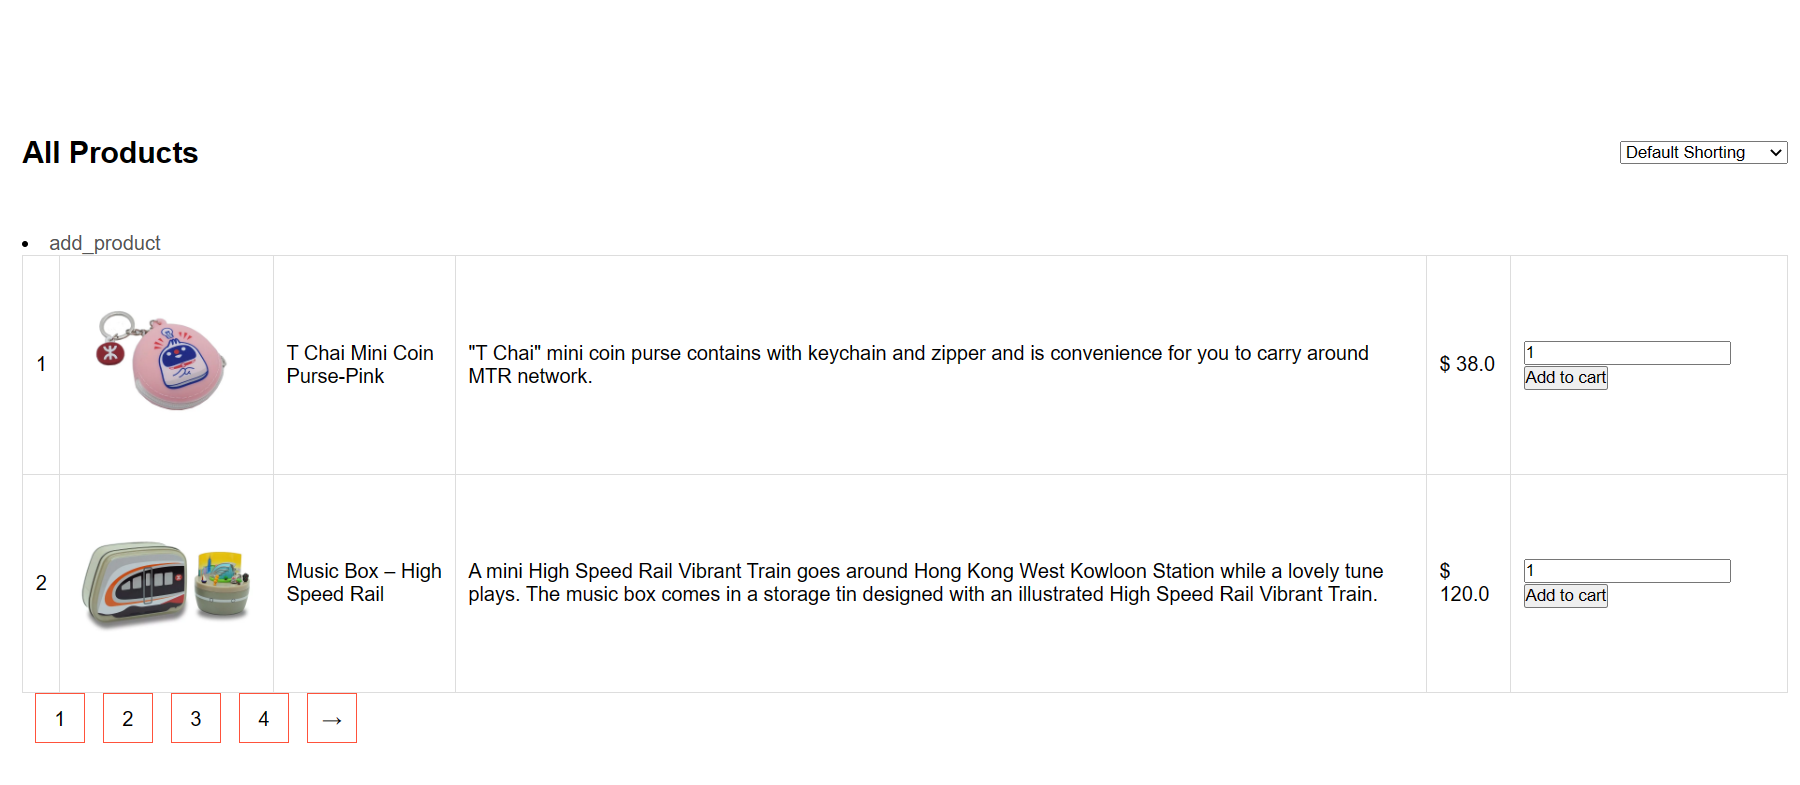 All Products
Default Shorting
add_product
1
T Chai Mini Coin
Purse-Pink
"T Chai" mini coin purse contains with keychain and zipper and is convenience for you to carry around
MTR network.
$ 38.0
1
Add to cart
2
Music Box – High
Speed Rail
A mini High Speed Rail Vibrant Train goes around Hong Kong West Kowloon Station while a lovely tune
plays. The music box comes in a storage tin designed with an illustrated High Speed Rail Vibrant Train.
$
120.0
1
Add to cart
1 2 3 4 →